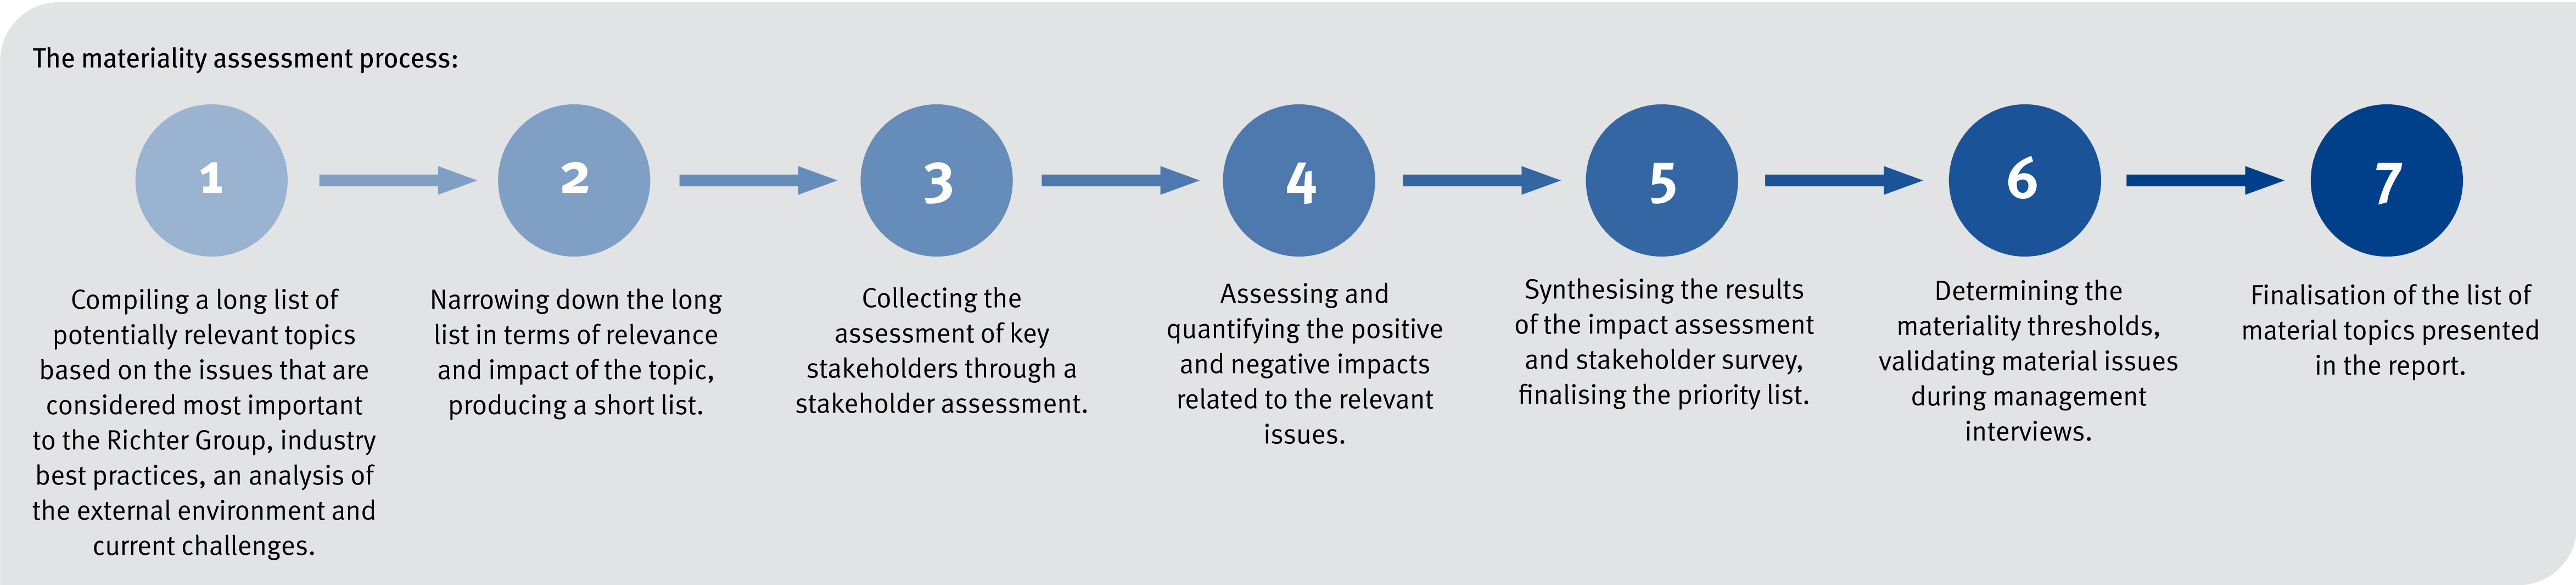 The materiality assessment process:
1
Compiling a long list of
potentially relevant topics
based on the issues that are
considered most important
to the Richter Group, industry
best practices, an analysis of
the external environment and
current challenges.
2
Narrowing down the long
list in terms of relevance
and impact of the topic,
producing a short list.
3
Collecting the
assessment of key
stakeholders through a
stakeholder assessment.
4
Assessing and
quantifying the positive
and negative impacts
related to the relevant
issues.
5
Synthesising the results
of the impact assessment
and stakeholder survey,
finalising the priority list.
6
Determining the
materiality thresholds,
validating material issues
during management
interviews.
7
Finalisation of the list of
material topics presented
in the report.